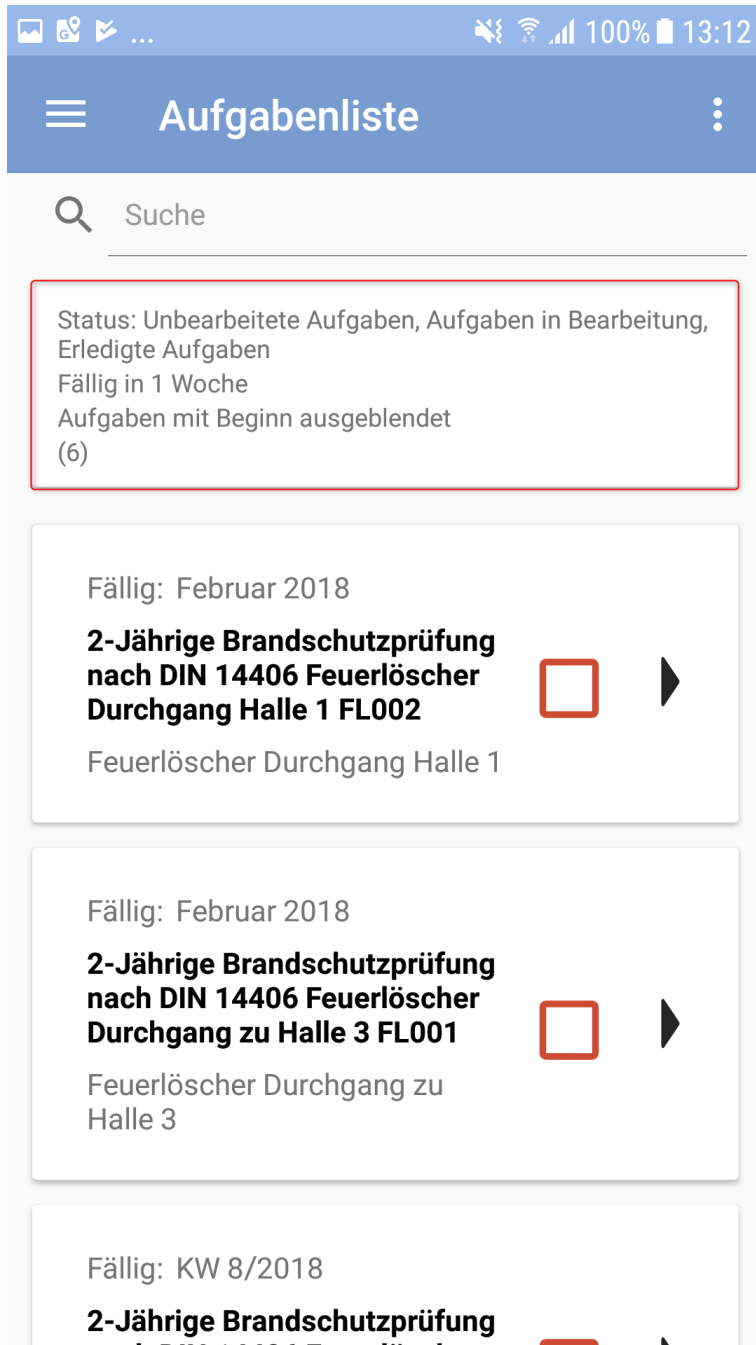 ... 100% 13:12
Aufgabenliste
Suche
Status: Unbearbeitete Aufgaben, Aufgaben in Bearbeitung,
Erledigte Aufgaben
Fällig in 1 Woche
Aufgaben mit Beginn ausgeblendet
(6)
Fällig: Februar 2018
2-Jährige Brandschutzprüfung
nach DIN 14406 Feuerlöscher
Durchgang Halle 1 FL002
Feuerlöscher Durchgang Halle 1
Fällig: Februar 2018
2-Jährige Brandschutzprüfung
nach DIN 14406 Feuerlöscher
Durchgang zu Halle 3 FL001
Feuerlöscher Durchgang zu
Halle 3
Fällig: KW 8/2018
2-Jährige Brandschutzprüfung